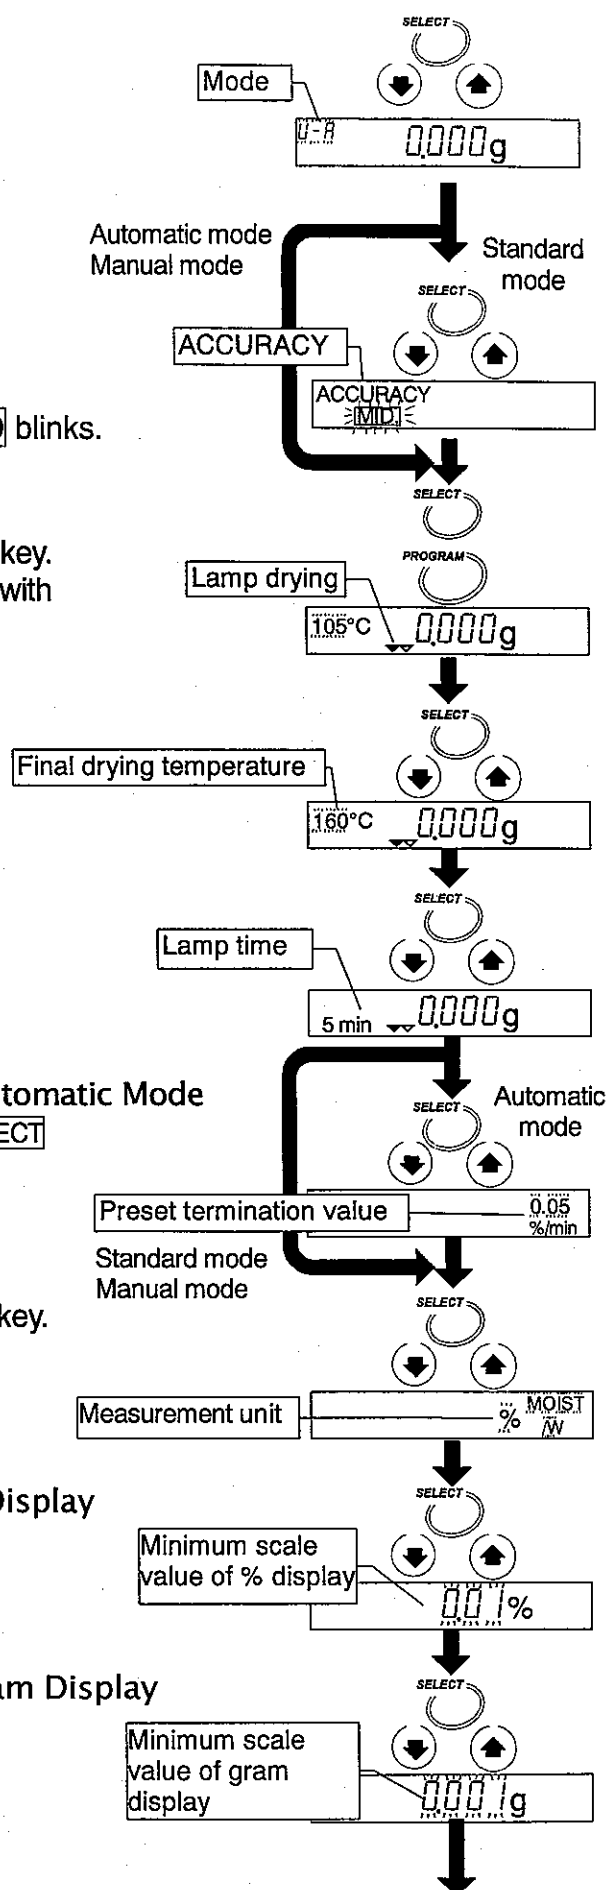 SELECT
Mode
U-A 0.000g
Automatic mode
Manual mode
Standard
mode
SELECT
ACCURACY
ACCURACY
MID.
blinks.
SELECT
key.
with
PROGRAM
Lamp drying
105°C 0.000g
SELECT
Final drying temperature
160°C 0.000g
SELECT
Lamp time
5 min 0.000g
tomatic Mode
ECT
SELECT
Automatic
mode
Preset termination value
0.05
%/min
Standard mode
Manual mode
key.
SELECT
Measurement unit
% MOIST
/W
Display
SELECT
Minimum scale
value of % display
0.01%
am Display
SELECT
Minimum scale
value of gram
display
0.001g